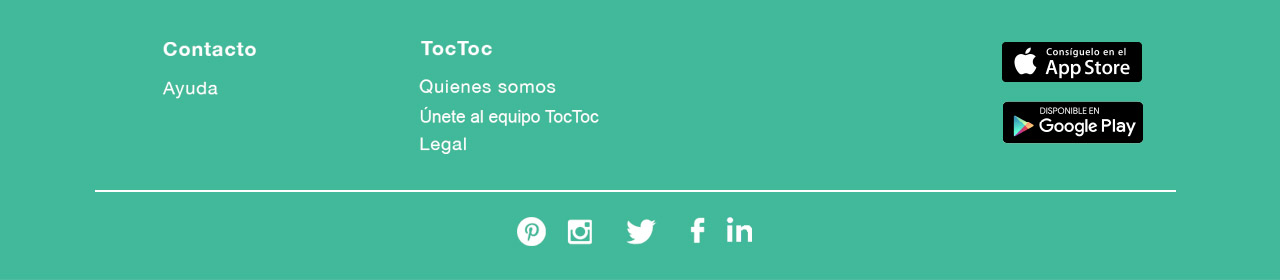 Contacto
Ayuda
TocToc
Quienes somos
Únete al equipo TocToc
Legal
Consíguelo en el
App Store
DISPONIBLE EN
Google Play